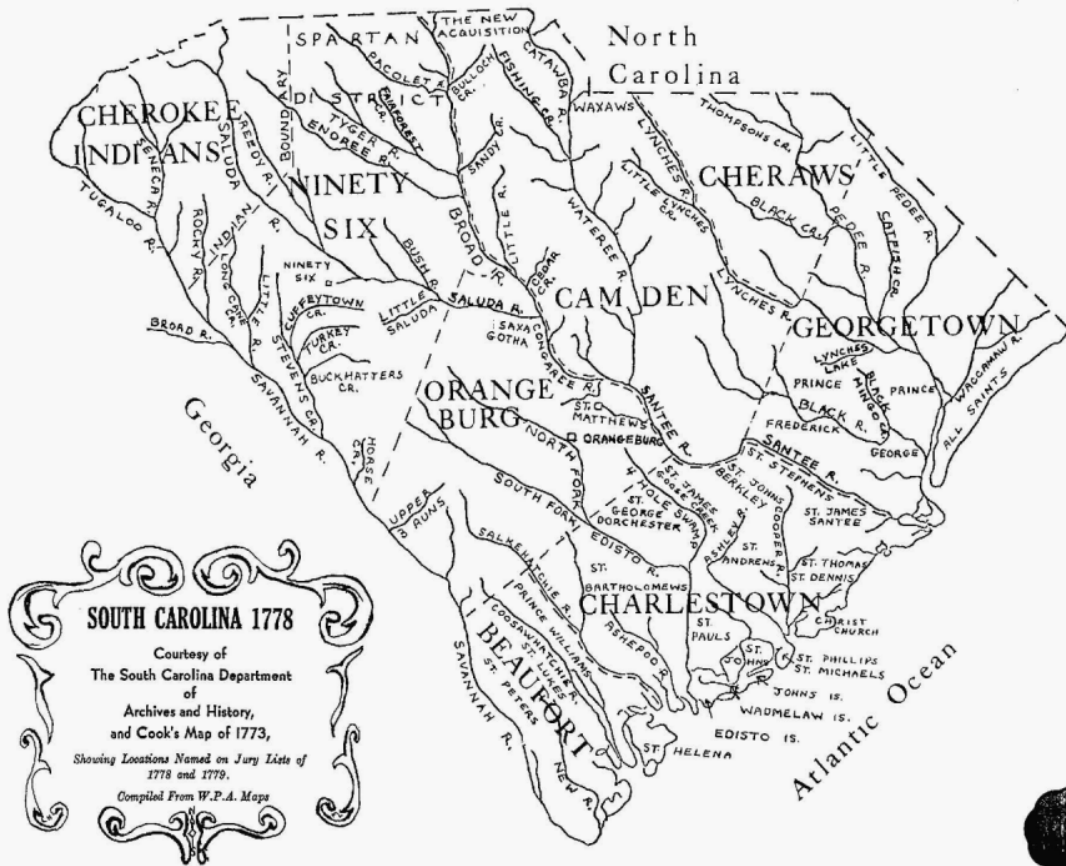 THE NEW
ACQUISITION
SPARTAN
DISTRICT
North
Carolina
PACOLET R.
BULLOCH
CR.
FISHING CR.
CATAWBA R.
WAXAWS
THOMPSONS CR.
LITTLE PEDEE R.
CHEROKEE
INDIANS
BOUNDARY
INDIAN
FAIRFOREST
CR.
TYGER R.
ENOREE R.
SANDY CR.
LYNCHES R.
CHERAWS
SENECA R.
SALUDA
R.
REEDY R.
TUGALOO R.
NINETY
SIX
LITTLE LYNCHES
CR.
BLACK CR.
PEDEE R.
CATFISH CR.
ROCKY R.
LONG CANE
CR.
LITTLE
R.
BUSH R.
BROAD R.
LITTLE R.
WATEREE R.
CEDAR
CR.
NINETY
SIX
CUFFEYTOWN
CR.
LITTLE
SALUDA
SALUDA R.
CAMDEN
LYNCHES R.
GEORGETOWN
BROAD R.
TURKEY
CR.
STEVENS CR.
BUCKHATTERS
CR.
SAXA
GOTHA
CONGAREE R.
LYNCHES
LAKE
BLACK
MINGO CR.
PRINCE
FREDERICK
PRINCE
GEORGE
WACCAMAW R.
ALL SAINTS
SAVANNAH R.
Georgia
ORANGE
BURG
ST.
MATTHEWS
SANTEE R.
BLACK R.
HORSE
CR.
NORTH FORK
ORANGEBURG
SANTEE R.
ST. STEPHENS
UPPER
3 RUNS
SOUTH FORK
4 HOLE SWAMP
ST. JAMES
GOOSE CREEK
ST. JOHNS
BERKLEY
ST.
GEORGE
DORCHESTER
ST. JAMES
SANTEE
SALKEHATCHIE R.
EDISTO R.
ASHLEY R.
COOPER R.
ST.
ANDREWS
ST. THOMAS
ST. DENNIS
ST.
BARTHOLOMEWS
CHARLESTOWN
PRINCE WILLIAMS
COOSAWHATCHIE R.
ST. LUKES
ST. PETERS
BEAUFORT
ASHEPOO R.
ST.
PAULS
CHRIST
CHURCH
ST.
JOHNS
ST. PHILLIPS
ST. MICHAELS
JOHNS IS.
WADMELAW IS.
EDISTO IS.
SAVANNAH R.
NEW R.
ST.
HELENA
Atlantic Ocean
SOUTH CAROLINA 1778
Courtesy of
The South Carolina Department
of
Archives and History,
and Cook's Map of 1773,
Showing Locations Named on Jury Lists of
1778 and 1779.
Compiled From W.P.A. Maps
N
S